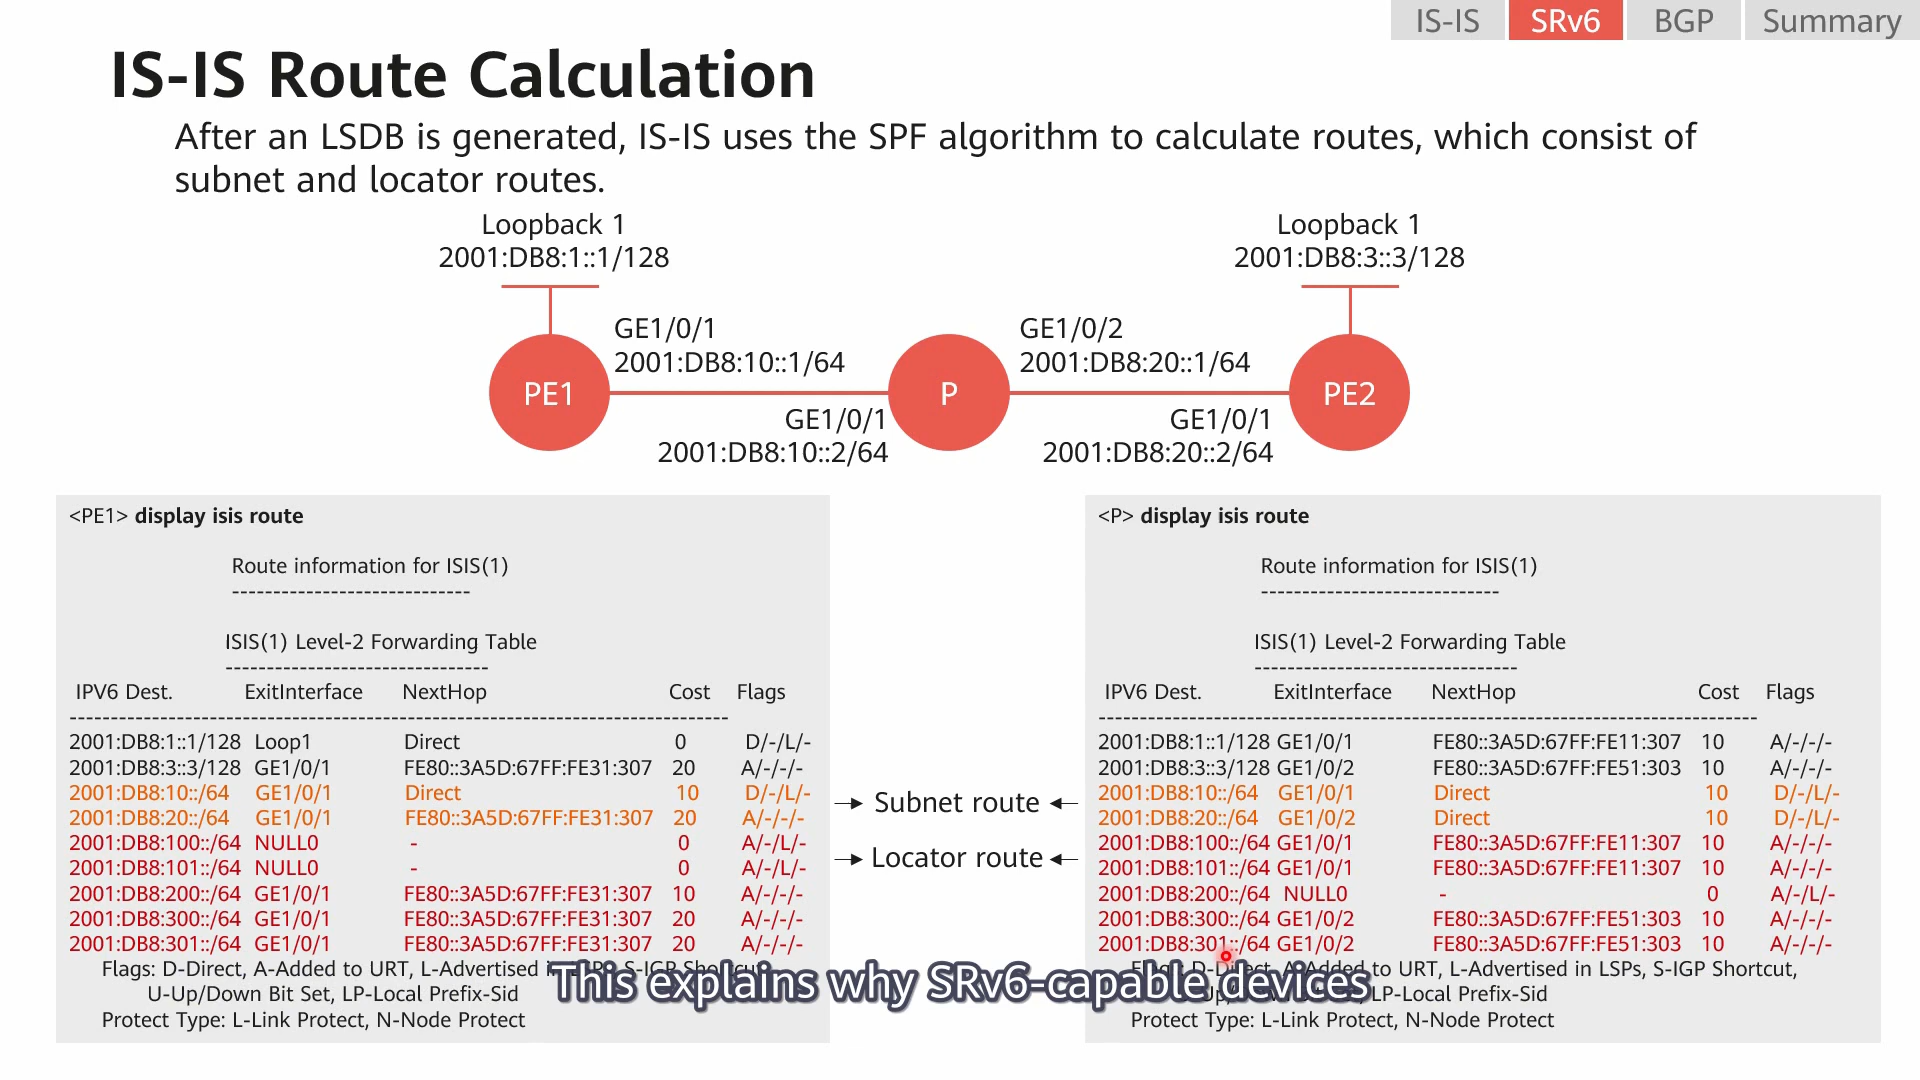 IS-IS SRv6 BGP Summary
IS-IS Route Calculation
After an LSDB is generated, IS-IS uses the SPF algorithm to calculate routes, which consist of
subnet and locator routes.
Loopback 1
2001:DB8:1::1/128
Loopback 1
2001:DB8:3::3/128
GE1/0/1
2001:DB8:10::1/64
GE1/0/2
2001:DB8:20::1/64
PE1
P
PE2
GE1/0/1
2001:DB8:10::2/64
GE1/0/1
2001:DB8:20::2/64
<PE1> display isis route
Route information for ISIS(1)
-----------------------------
ISIS(1) Level-2 Forwarding Table
--------------------------------
IPV6 Dest. ExitInterface NextHop Cost Flags
--------------------------------------------------------------------------------
2001:DB8:1::1/128 Loop1 Direct 0 D/-/L/-
2001:DB8:3::3/128 GE1/0/1 FE80::3A5D:67FF:FE31:307 20 A/-/-/-
2001:DB8:10::/64 GE1/0/1 Direct 10 D/-/L/-
2001:DB8:20::/64 GE1/0/1 FE80::3A5D:67FF:FE31:307 20 A/-/-/-
2001:DB8:100::/64 NULL0 - 0 A/-/L/-
2001:DB8:101::/64 NULL0 - 0 A/-/L/-
2001:DB8:200::/64 GE1/0/1 FE80::3A5D:67FF:FE31:307 10 A/-/-/-
2001:DB8:300::/64 GE1/0/1 FE80::3A5D:67FF:FE31:307 20 A/-/-/-
2001:DB8:301::/64 GE1/0/1 FE80::3A5D:67FF:FE31:307 20 A/-/-/-
Flags: D-Direct, A-Added to URT, L-Advertised S-IGP Shortcut,
U-Up/Down Bit Set, LP-Local Prefix-Sid
Protect Type: L-Link Protect, N-Node Protect
Subnet route
Locator route
<P> display isis route
Route information for ISIS(1)
-----------------------------
ISIS(1) Level-2 Forwarding Table
--------------------------------
IPV6 Dest. ExitInterface NextHop Cost Flags
--------------------------------------------------------------------------------
2001:DB8:1::1/128 GE1/0/1 FE80::3A5D:67FF:FE11:307 10 A/-/-/-
2001:DB8:3::3/128 GE1/0/2 FE80::3A5D:67FF:FE51:303 10 A/-/-/-
2001:DB8:10::/64 GE1/0/1 Direct 10 D/-/L/-
2001:DB8:20::/64 GE1/0/2 Direct 10 D/-/L/-
2001:DB8:100::/64 GE1/0/1 FE80::3A5D:67FF:FE11:307 10 A/-/-/-
2001:DB8:101::/64 GE1/0/1 FE80::3A5D:67FF:FE11:307 10 A/-/-/-
2001:DB8:200::/64 NULL0 - 0 A/-/L/-
2001:DB8:300::/64 GE1/0/2 FE80::3A5D:67FF:FE51:303 10 A/-/-/-
2001:DB8:301::/64 GE1/0/2 FE80::3A5D:67FF:FE51:303 10 A/-/-/-
Flags: D-Direct, A-Added to URT, L-Advertised in LSPs, S-IGP Shortcut,
LP-Local Prefix-Sid
Protect Type: L-Link Protect, N-Node Protect
This explains why SRv6-capable devices